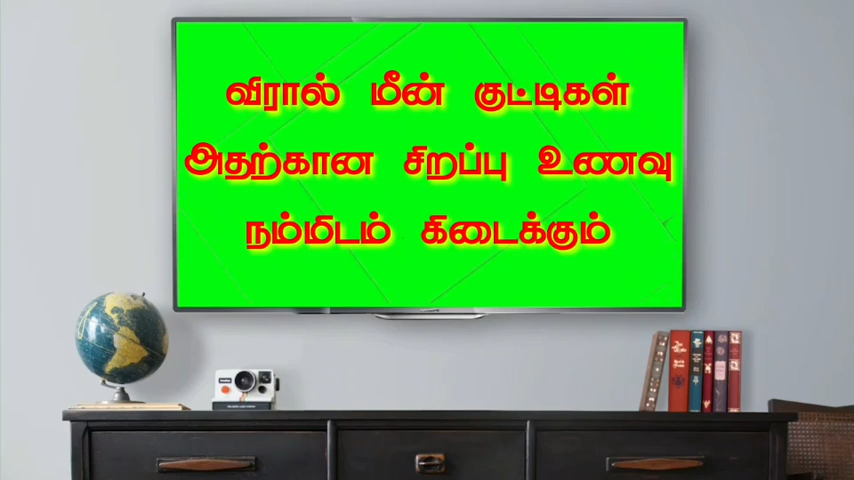 விரால் மீன் குட்டிகள்
அதற்கான சிறப்பு உணவு
நம்மிடம் கிடைக்கும்